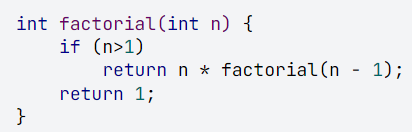 int factorial(int n) {
    if (n>1)
        return n * factorial(n - 1);
    return 1;
}